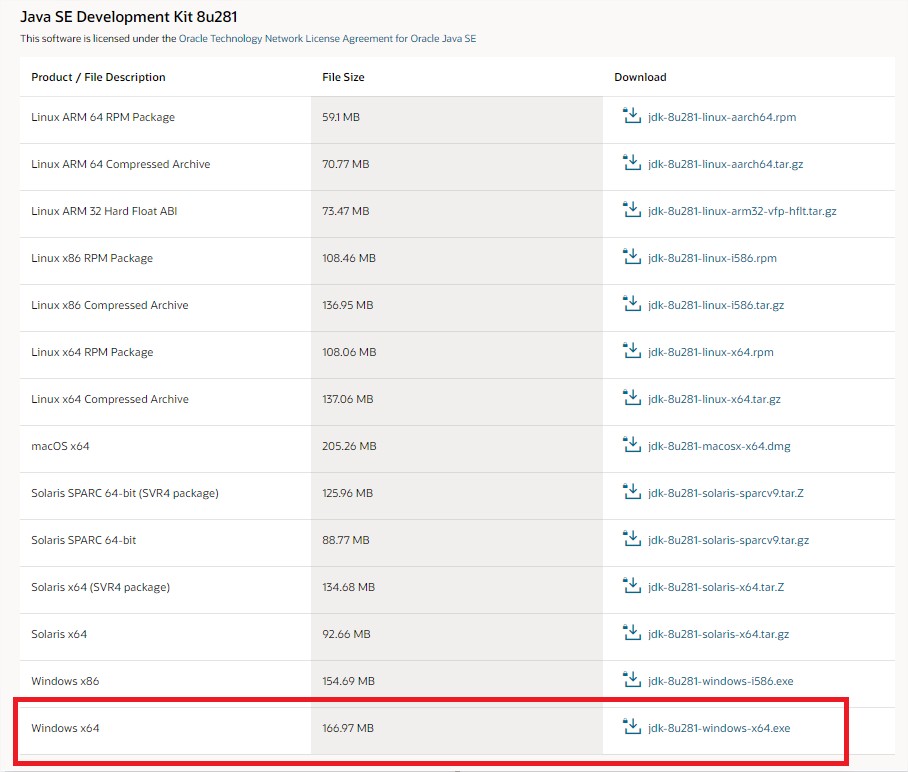 Java SE Development Kit 8u281
This software is licensed under the Oracle Technology Network License Agreement for Oracle Java SE
Product / File Description File Size Download
Linux ARM 64 RPM Package 59.1 MB jdk-8u281-linux-aarch64.rpm
Linux ARM 64 Compressed Archive 70.77 MB jdk-8u281-linux-aarch64.tar.gz
Linux ARM 32 Hard Float ABI 73.47 MB jdk-8u281-linux-arm32-vfp-hflt.tar.gz
Linux x86 RPM Package 108.46 MB jdk-8u281-linux-i586.rpm
Linux x86 Compressed Archive 136.95 MB jdk-8u281-linux-i586.tar.gz
Linux x64 RPM Package 108.06 MB jdk-8u281-linux-x64.rpm
Linux x64 Compressed Archive 137.06 MB jdk-8u281-linux-x64.tar.gz
macOS x64 205.26 MB jdk-8u281-macosx-x64.dmg
Solaris SPARC 64-bit (SVR4 package) 125.96 MB jdk-8u281-solaris-sparcv9.tar.Z
Solaris SPARC 64-bit 88.77 MB jdk-8u281-solaris-sparcv9.tar.gz
Solaris x64 (SVR4 package) 134.68 MB jdk-8u281-solaris-x64.tar.Z
Solaris x64 92.66 MB jdk-8u281-solaris-x64.tar.gz
Windows x86 154.69 MB jdk-8u281-windows-i586.exe
Windows x64 166.97 MB jdk-8u281-windows-x64.exe